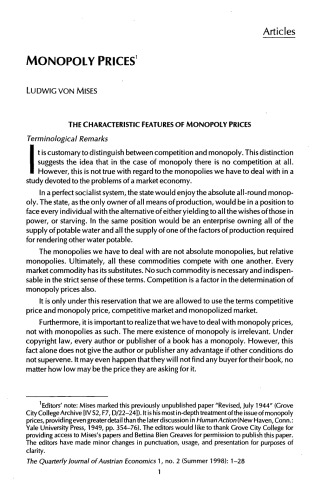 Articles
MONOPOLY PRICES¹
LUDWIG VON MISES
THE CHARACTERISTIC FEATURES OF MONOPOLY PRICES
Terminological Remarks
It is customary to distinguish between competition and monopoly. This distinction
suggests the idea that in the case of monopoly there is no competition at all.
However, this is not true with regard to the monopolies we have to deal with in a
study devoted to the problems of a market economy.
In a perfect socialist system, the state would enjoy the absolute all-round monop-
oly. The state, as the only owner of all means of production, would be in a position to
face every individual with the alternative of either yielding to all the wishes of those in
power, or starving. In the same position would be an enterprise owning all of the
supply of potable water and all the supply of one of the factors of production required
for rendering other water potable.
The monopolies we have to deal with are not absolute monopolies, but relative
monopolies. Ultimately, all these commodities compete with one another. Every
market commodity has its substitutes. No such commodity is necessary and indispen-
sable in the strict sense of these terms. Competition is a factor in the determination of
monopoly prices also.
It is only under this reservation that we are allowed to use the terms competitive
price and monopoly price, competitive market and monopolized market.
Furthermore, it is important to realize that we have to deal with monopoly prices,
not with monopolies as such. The mere existence of monopoly is irrelevant. Under
copyright law, every author or publisher of a book has a monopoly. However, this
fact alone does not give the author or publisher any advantage if other conditions do
not supervene. It may even happen that they will not find any buyer for their book, no
matter how low may be the price they are asking for it.
¹Editors' note: Mises marked this previously unpublished paper "Revised, July 1944" (Grove
City College Archive [IV S2, F7, D/22–24]). It is his most in-depth treatment of the issue of monopoly
prices, providing even greater detail than the later discussion in Human Action (New Haven, Conn.:
Yale University Press, 1949, pp. 354–76). The editors would like to thank Grove City College for
providing access to Mises's papers and Bettina Bien Greaves for permission to publish this paper.
The editors have made minor changes in punctuation, usage, and presentation for purposes of
clarity.
The Quarterly Journal of Austrian Economics 1, no. 2 (Summer 1998): 1–28
1